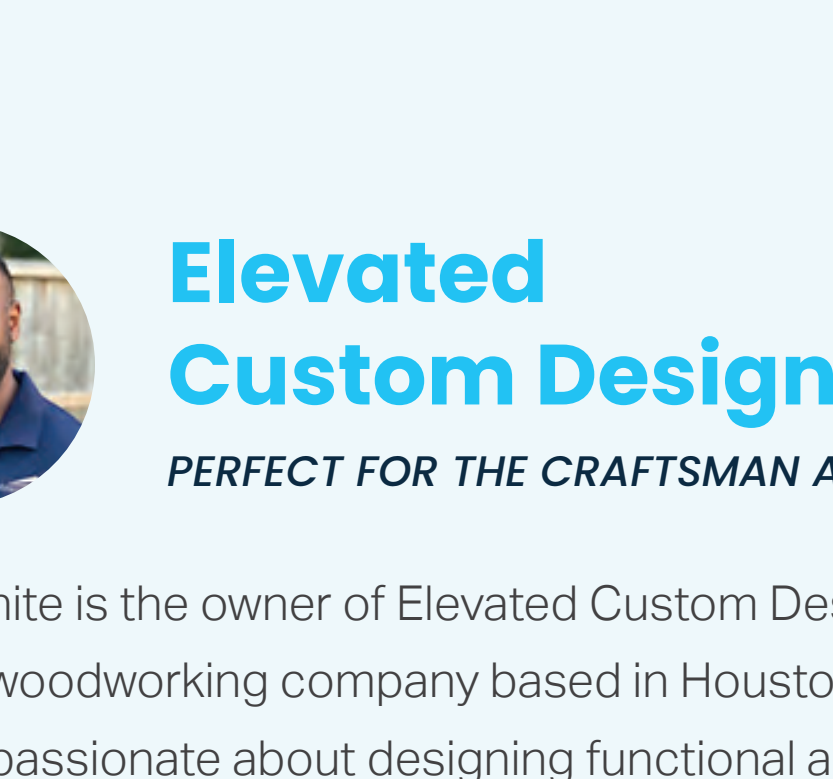 Elevated
Custom Design
PERFECT FOR THE CRAFTSMAN A
hite is the owner of Elevated Custom Des
woodworking company based in Housto
passionate about designing functional a